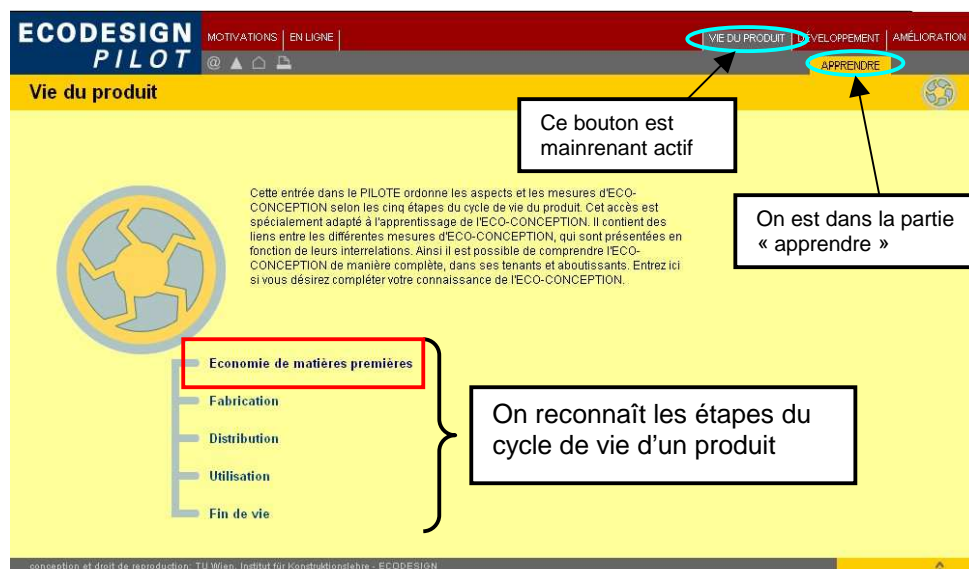 ECODESIGN
PILOT
MOTIVATIONS | EN LIGNE |
VIE DU PRODUIT | DÉVELOPPEMENT | AMÉLIORATION
@
APPRENDRE
Vie du produit
Ce bouton est
mainrenant actif
Cette entrée dans le PILOTE ordonne les aspects et les mesures d'ECO-
CONCEPTION selon les cinq étapes du cycle de vie du produit. Cet accès est
spécialement adapté à l'apprentissage de l'ECO-CONCEPTION. Il contient des
liens entre les différentes mesures d'ECO-CONCEPTION, qui sont présentées en
fonction de leurs interrelations. Ainsi il est possible de comprendre l'ECO-
CONCEPTION de manière complète, dans ses tenants et aboutissants. Entrez ici
si vous désirez compléter votre connaissance de l'ECO-CONCEPTION.
On est dans la partie
« apprendre »
Economie de matières premières
Fabrication
Distribution
Utilisation
Fin de vie
On reconnaît les étapes du
cycle de vie d'un produit
conception et droit de reproduction: TU Wien, Institut für Konstruktionslehre - ECODESIGN